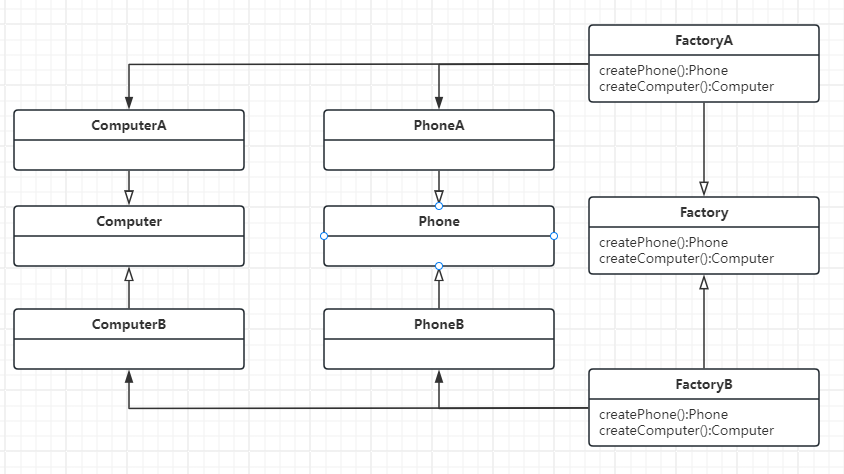 FactoryA
createPhone():Phone
createComputer():Computer
ComputerA
PhoneA
Computer
Phone
Factory
createPhone():Phone
createComputer():Computer
ComputerB
PhoneB
FactoryB
createPhone():Phone
createComputer():Computer